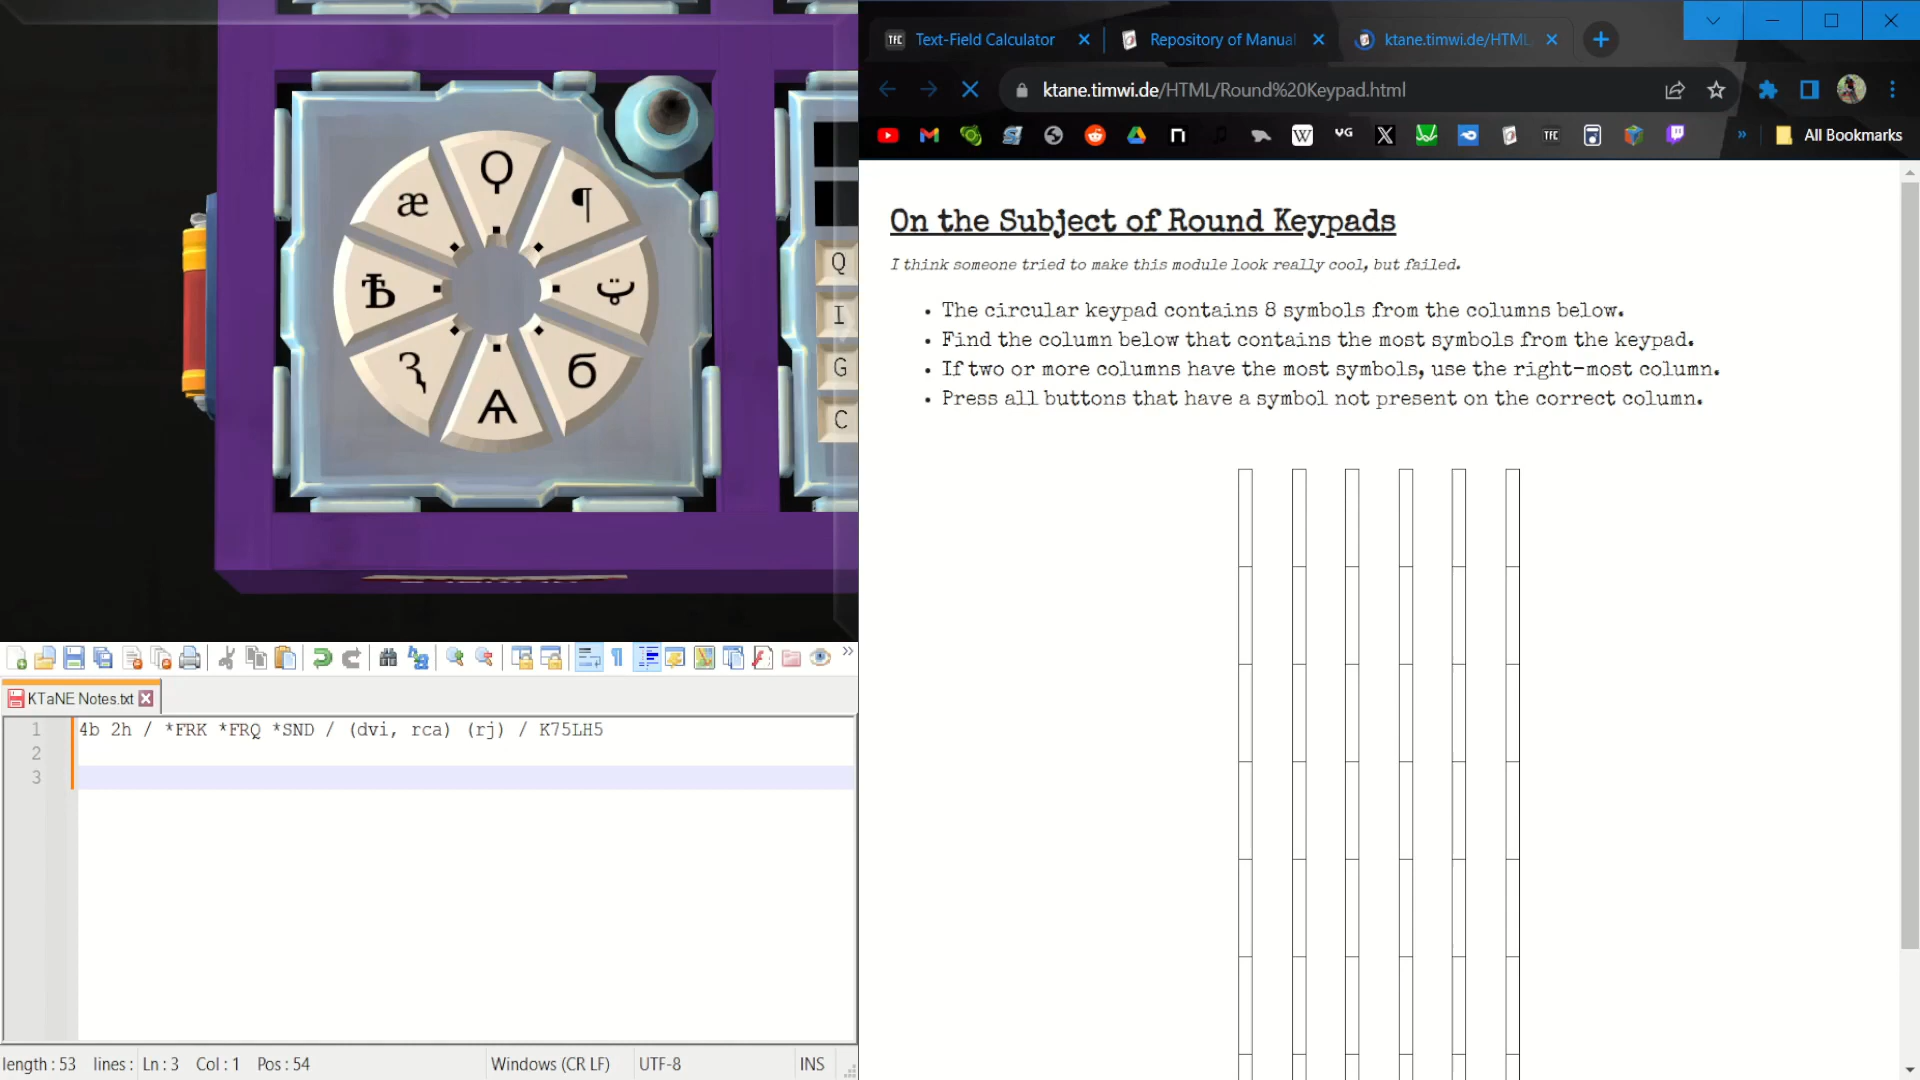 Ϙ
¶
æ
Ѣ
ټ
б
Ѫ
Q
I
G
C
Text-Field Calculator
Repository of Manual
ktane.timwi.de/HTML
ktane.timwi.de/HTML/Round%20Keypad.html
All Bookmarks
On the Subject of Round Keypads
I think someone tried to make this module look really cool, but failed.
• The circular keypad contains 8 symbols from the columns below.
• Find the column below that contains the most symbols from the keypad.
• If two or more columns have the most symbols, use the right-most column.
• Press all buttons that have a symbol not present on the correct column.
KTaNE Notes.txt
1 4b 2h / *FRK *FRQ *SND / (dvi, rca) (rj) / K75LH5
2
3
length : 53 lines : Ln : 3 Col : 1 Pos : 54 Windows (CR LF) UTF-8 INS